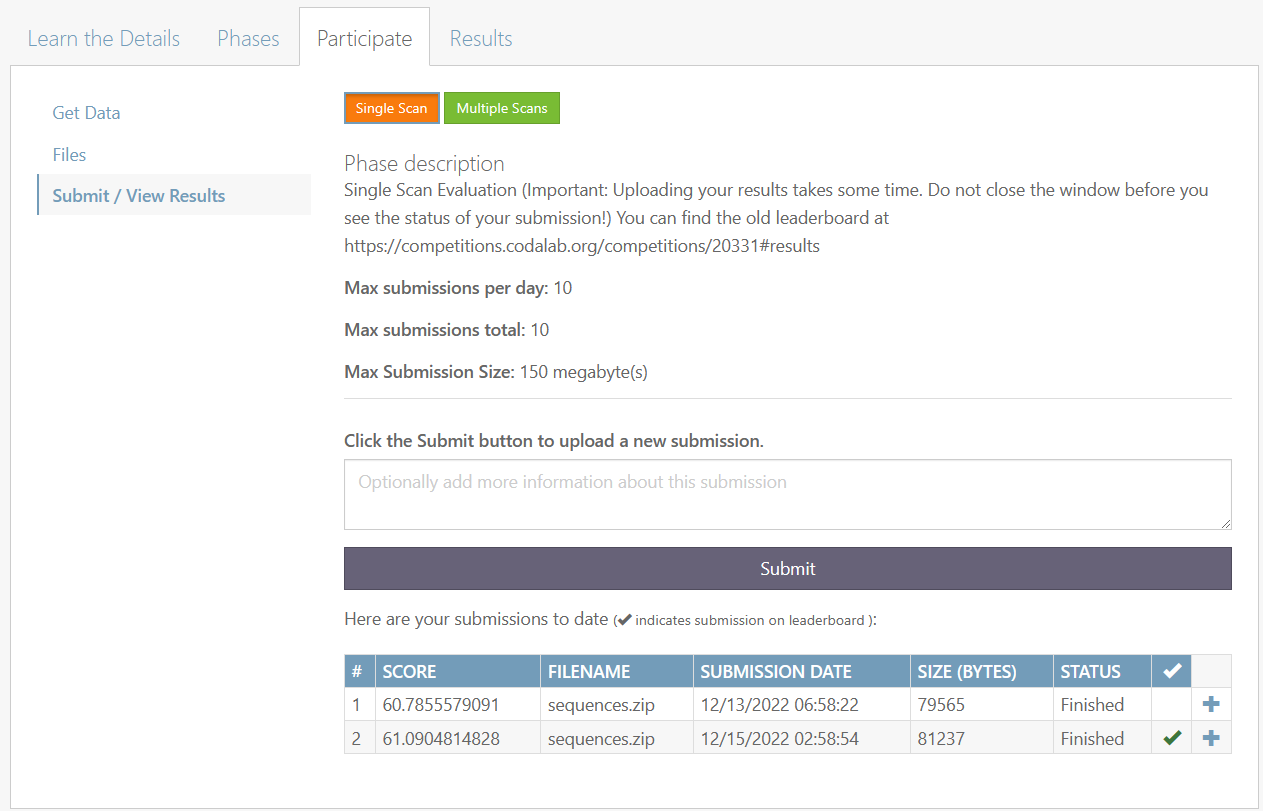 Learn the Details Phases Participate Results
Get Data
Files
Submit / View Results
Single Scan Multiple Scans
Phase description
Single Scan Evaluation (Important: Uploading your results takes some time. Do not close the window before you
see the status of your submission!) You can find the old leaderboard at
https://competitions.codalab.org/competitions/20331#results
Max submissions per day: 10
Max submissions total: 10
Max Submission Size: 150 megabyte(s)
Click the Submit button to upload a new submission.
Optionally add more information about this submission
Submit
Here are your submissions to date (✔ indicates submission on leaderboard ):
# SCORE FILENAME SUBMISSION DATE SIZE (BYTES) STATUS ✔
1 60.7855579091 sequences.zip 12/13/2022 06:58:22 79565 Finished +
2 61.0904814828 sequences.zip 12/15/2022 02:58:54 81237 Finished ✔ +